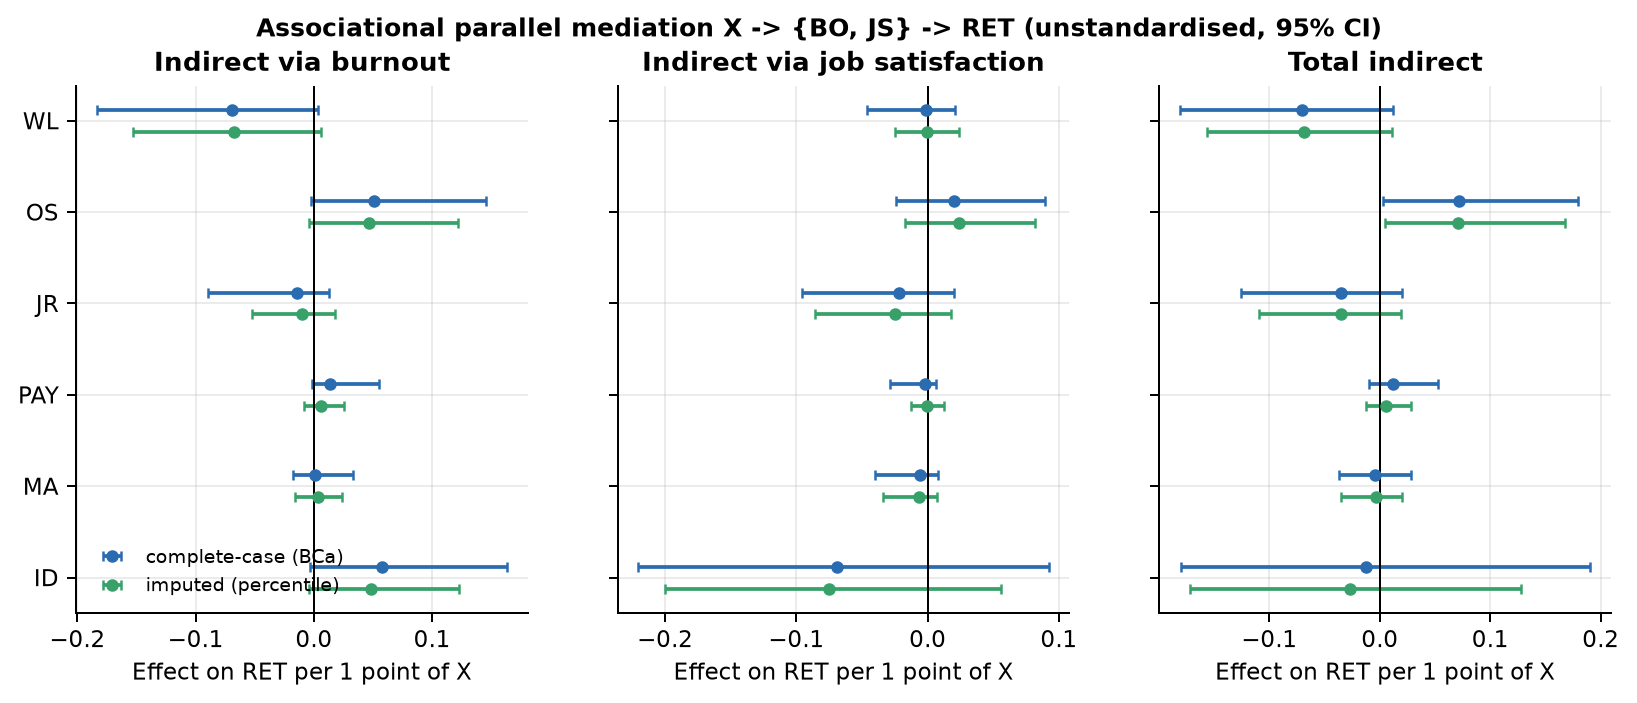 Associational parallel mediation X -> {BO, JS} -> RET (unstandardised, 95% CI)
Indirect via burnout
Indirect via job satisfaction
Total indirect
WL
OS
JR
PAY
MA
ID
complete-case (BCa)
imputed (percentile)
−0.2 −0.1 0.0 0.1
−0.2 −0.1 0.0 0.1
−0.1 0.0 0.1 0.2
Effect on RET per 1 point of X
Effect on RET per 1 point of X
Effect on RET per 1 point of X